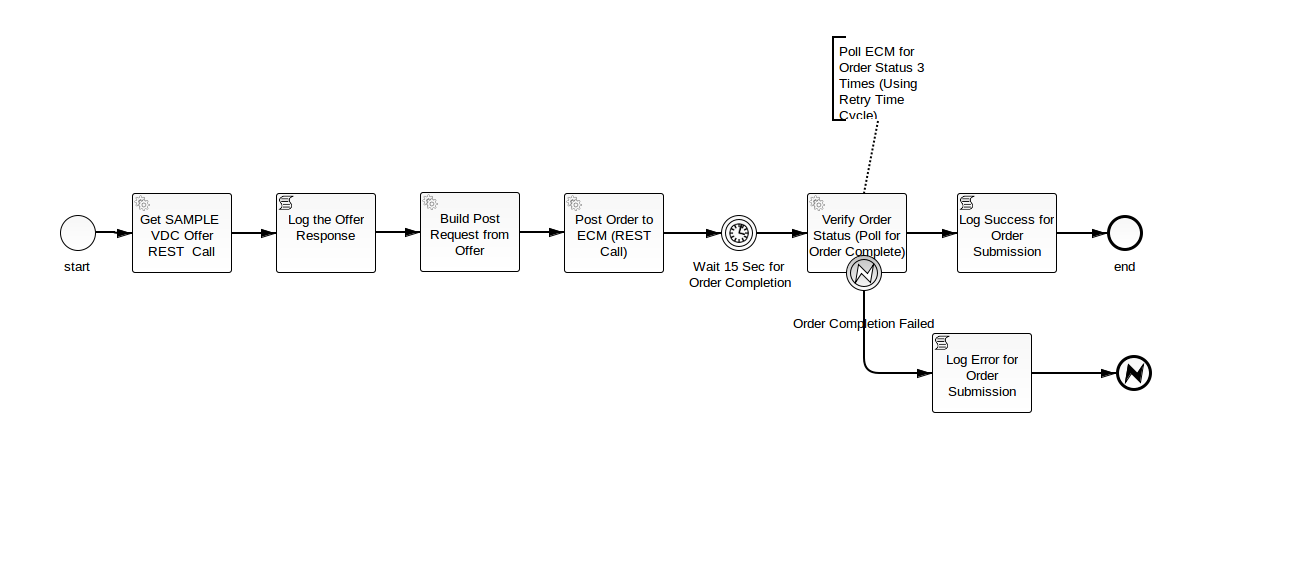 Poll ECM for
Order Status 3
Times (Using
Retry Time
Cycle)
Get SAMPLE
VDC Offer
REST  Call
Log the Offer
Response
Build Post
Request from
Offer
Post Order to
ECM (REST
Call)
Verify Order
Status (Poll for
Order Complete)
Log Success for
Order
Submission
start
Wait 15 Sec for
Order Completion
end
Order Completion Failed
Log Error for
Order
Submission